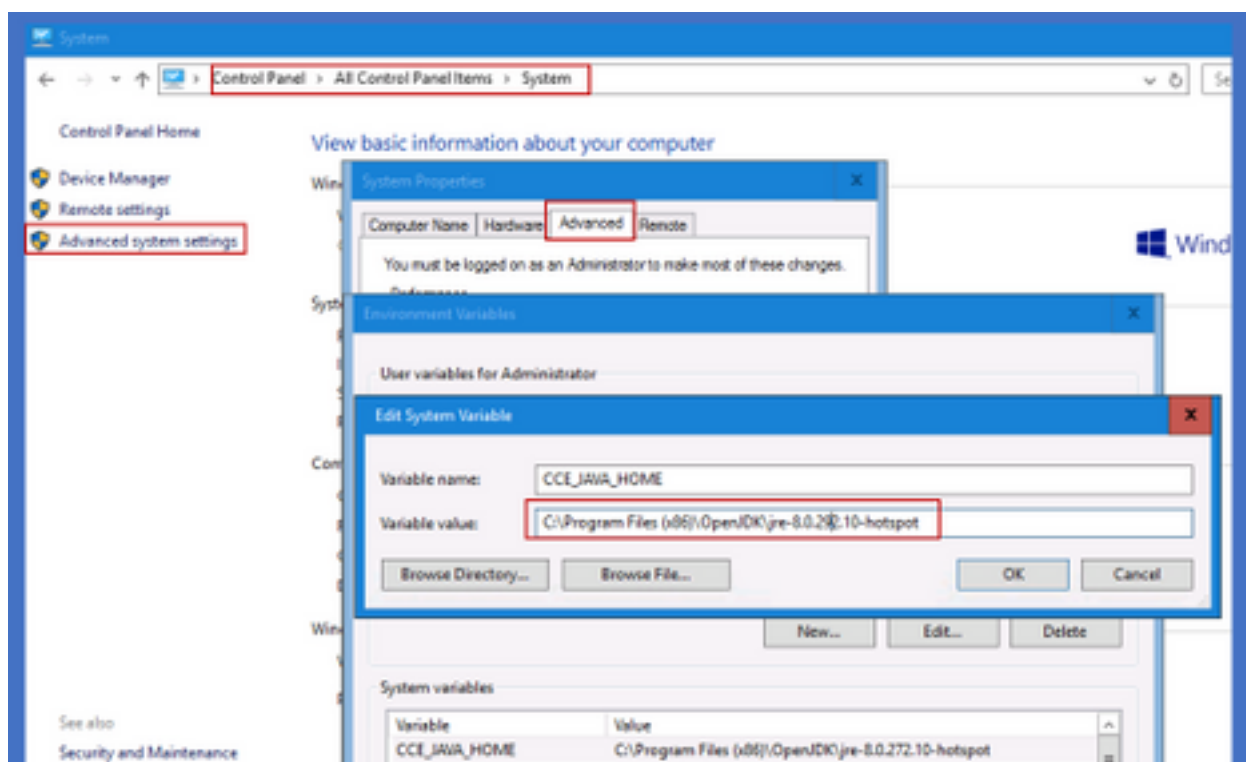 System
Control Panel > All Control Panel Items > System
Control Panel Home
View basic information about your computer
Device Manager
Remote settings
Advanced system settings
System Properties
Computer Name Hardware Advanced Remote
You must be logged on as an Administrator to make most of these changes.
Performance
Wind
Environment Variables
User variables for Administrator
Edit System Variable
Variable name: CCE_JAVA_HOME
Variable value: C:\Program Files (x86)\OpenJDK\jre-8.0.292.10-hotspot
Browse Directory... Browse File... OK Cancel
New... Edit... Delete
System variables
Variable Value
CCE_JAVA_HOME C:\Program Files (x86)\OpenJDK\jre-8.0.272.10-hotspot
See also
Security and Maintenance